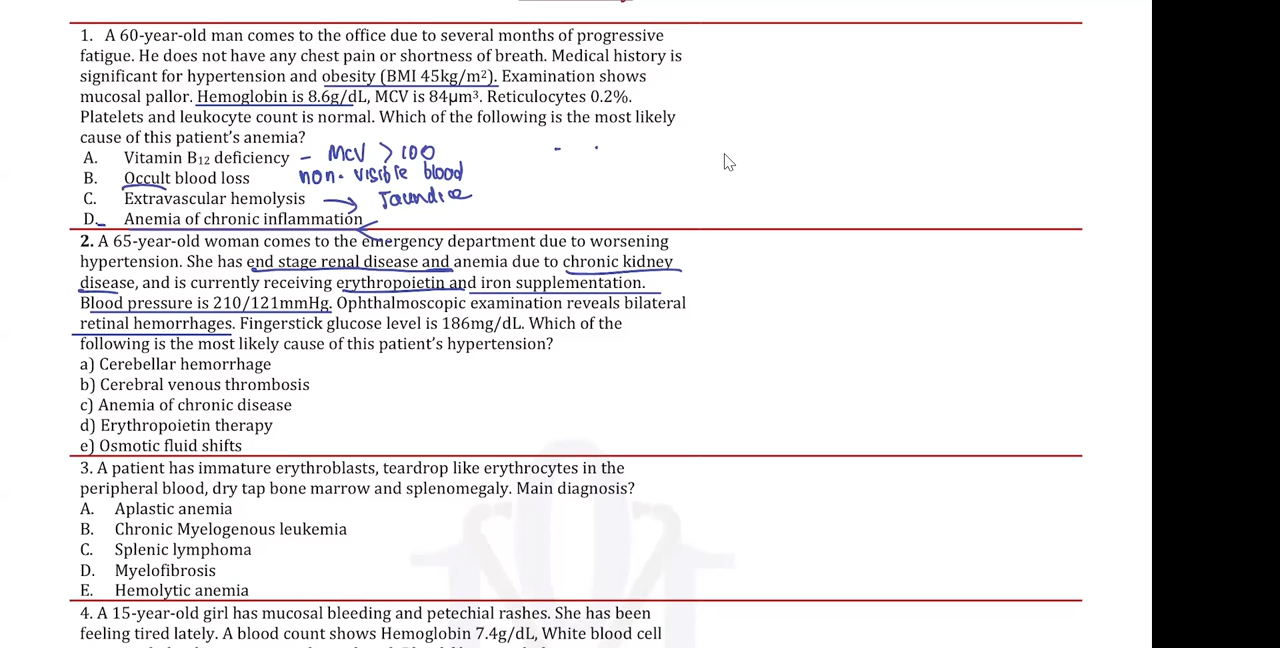 1. A 60-year-old man comes to the office due to several months of progressive
fatigue. He does not have any chest pain or shortness of breath. Medical history is
significant for hypertension and obesity (BMI 45kg/m²). Examination shows
mucosal pallor. Hemoglobin is 8.6g/dL, MCV is 84μm³. Reticulocytes 0.2%.
Platelets and leukocyte count is normal. Which of the following is the most likely
cause of this patient's anemia?
A. Vitamin B₁₂ deficiency – MCV > 100
B. Occult blood loss non-visible blood
C. Extravascular hemolysis → Jaundice
D. Anemia of chronic inflammation
2. A 65-year-old woman comes to the emergency department due to worsening
hypertension. She has end stage renal disease and anemia due to chronic kidney
disease, and is currently receiving erythropoietin and iron supplementation.
Blood pressure is 210/121mmHg. Ophthalmoscopic examination reveals bilateral
retinal hemorrhages. Fingerstick glucose level is 186mg/dL. Which of the
following is the most likely cause of this patient's hypertension?
a) Cerebellar hemorrhage
b) Cerebral venous thrombosis
c) Anemia of chronic disease
d) Erythropoietin therapy
e) Osmotic fluid shifts
3. A patient has immature erythroblasts, teardrop like erythrocytes in the
peripheral blood, dry tap bone marrow and splenomegaly. Main diagnosis?
A. Aplastic anemia
B. Chronic Myelogenous leukemia
C. Splenic lymphoma
D. Myelofibrosis
E. Hemolytic anemia
4. A 15-year-old girl has mucosal bleeding and petechial rashes. She has been
feeling tired lately. A blood count shows Hemoglobin 7.4g/dL, White blood cell